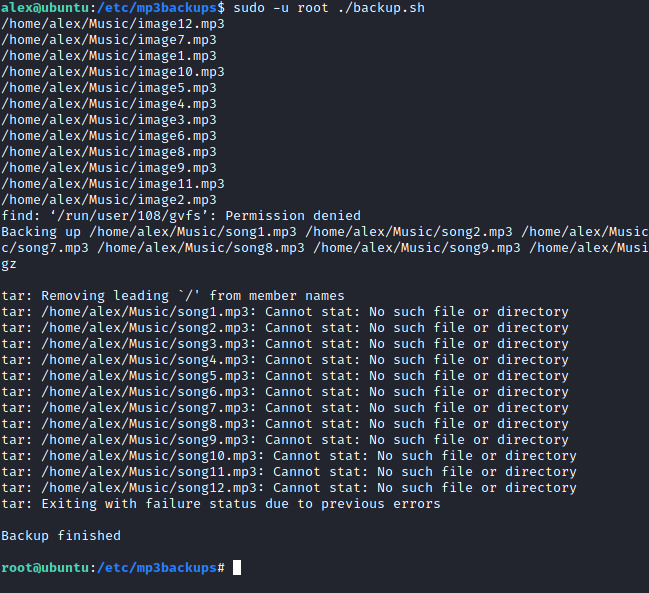 alex@ubuntu:/etc/mp3backups$ sudo -u root ./backup.sh
/home/alex/Music/image12.mp3
/home/alex/Music/image7.mp3
/home/alex/Music/image1.mp3
/home/alex/Music/image10.mp3
/home/alex/Music/image5.mp3
/home/alex/Music/image4.mp3
/home/alex/Music/image3.mp3
/home/alex/Music/image6.mp3
/home/alex/Music/image8.mp3
/home/alex/Music/image9.mp3
/home/alex/Music/image11.mp3
/home/alex/Music/image2.mp3
find: ‘/run/user/108/gvfs’: Permission denied
Backing up /home/alex/Music/song1.mp3 /home/alex/Music/song2.mp3 /home/alex/Music
c/song7.mp3 /home/alex/Music/song8.mp3 /home/alex/Music/song9.mp3 /home/alex/Musi
gz
tar: Removing leading `/' from member names
tar: /home/alex/Music/song1.mp3: Cannot stat: No such file or directory
tar: /home/alex/Music/song2.mp3: Cannot stat: No such file or directory
tar: /home/alex/Music/song3.mp3: Cannot stat: No such file or directory
tar: /home/alex/Music/song4.mp3: Cannot stat: No such file or directory
tar: /home/alex/Music/song5.mp3: Cannot stat: No such file or directory
tar: /home/alex/Music/song6.mp3: Cannot stat: No such file or directory
tar: /home/alex/Music/song7.mp3: Cannot stat: No such file or directory
tar: /home/alex/Music/song8.mp3: Cannot stat: No such file or directory
tar: /home/alex/Music/song9.mp3: Cannot stat: No such file or directory
tar: /home/alex/Music/song10.mp3: Cannot stat: No such file or directory
tar: /home/alex/Music/song11.mp3: Cannot stat: No such file or directory
tar: /home/alex/Music/song12.mp3: Cannot stat: No such file or directory
tar: Exiting with failure status due to previous errors
Backup finished
root@ubuntu:/etc/mp3backups#